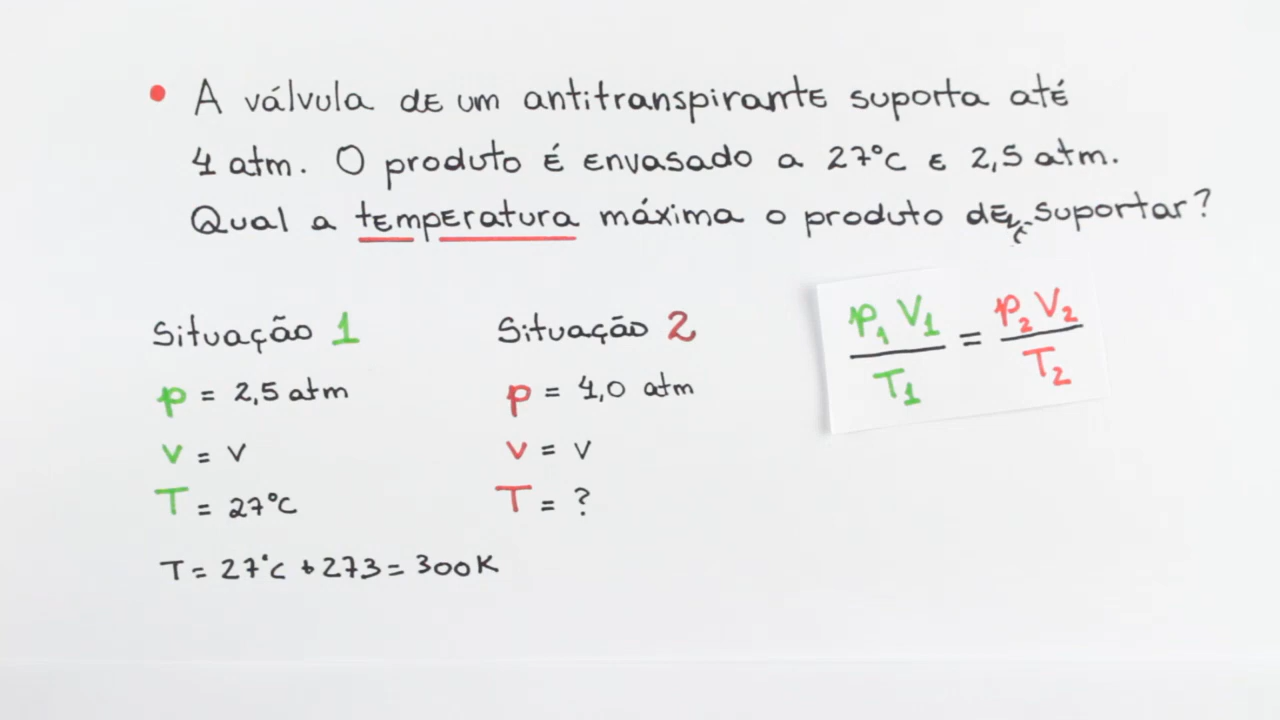 • A válvula de um antitranspirante suporta até
4 atm. O produto é envasado a 27°C e 2,5 atm.
Qual a temperatura máxima o produto deve suportar?
Situação 1
p = 2,5 atm
V = V
T = 27°C
T = 27°C + 273 = 300K
Situação 2
p = 4,0 atm
V = V
T = ?
p₁ V₁ = p₂ V₂
T₁ T₂